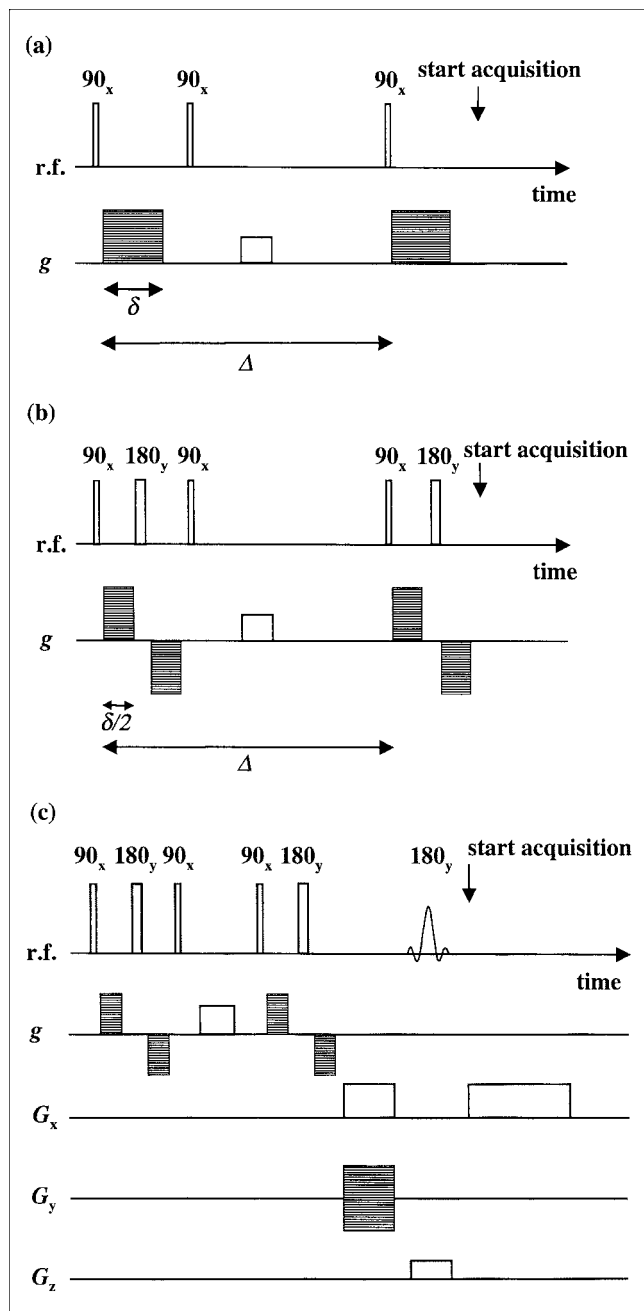 (a)
start acquisition
90x 90x 90x
r.f.
time
g
δ
Δ
(b)
start acquisition
90x 180y 90x 90x 180y
r.f.
time
g
δ/2
Δ
(c)
start acquisition
90x 180y 90x 90x 180y 180y
r.f.
time
g
Gx
Gy
Gz